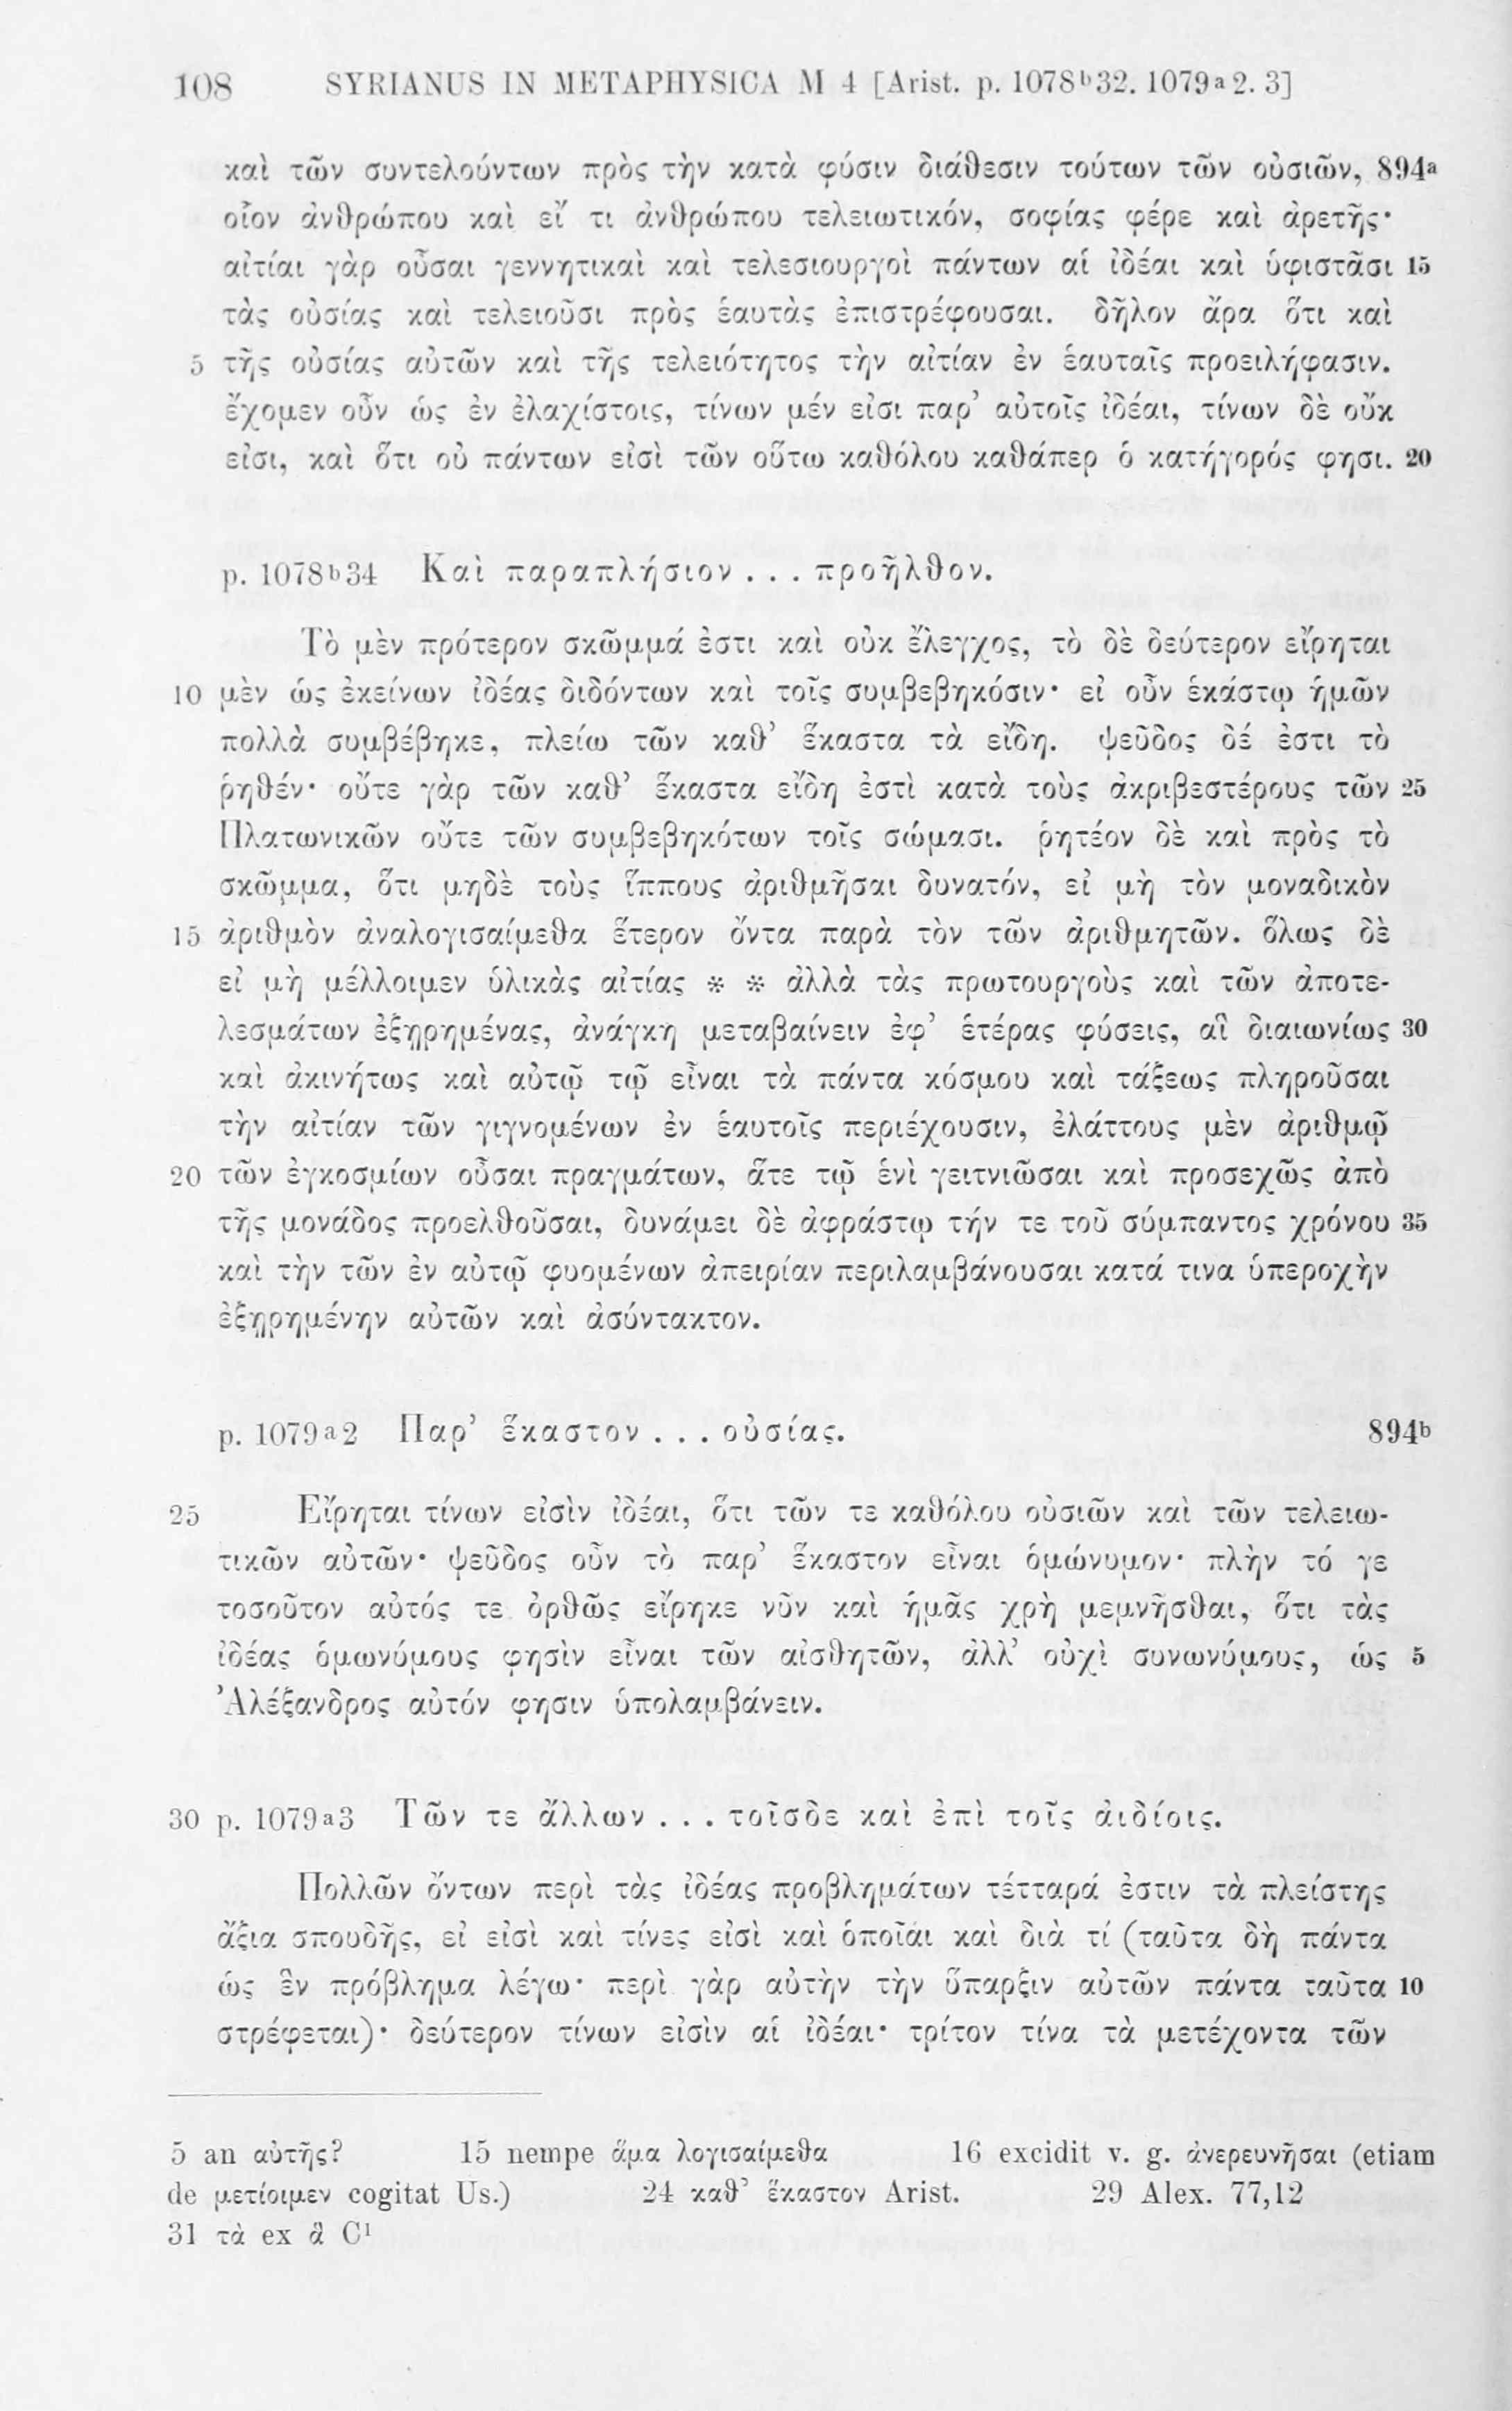 108 SYRIANUS IN METAPHYSICA M 4 [Arist. p. 1078ᵇ32. 1079ᵃ2. 3]
καὶ τῶν συντελούντων πρὸς τὴν κατὰ φύσιν διάθεσιν τούτων τῶν οὐσιῶν, 894ᵃ
οἷον ἀνθρώπου καὶ εἴ τι ἀνθρώπου τελειωτικόν, σοφίας φέρε καὶ ἀρετῆς·
αἰτίαι γὰρ οὖσαι γεννητικαὶ καὶ τελεσιουργοὶ πάντων αἱ ἰδέαι καὶ ὑφιστᾶσι 15
τὰς οὐσίας καὶ τελειοῦσι πρὸς ἑαυτὰς ἐπιστρέφουσαι. δῆλον ἄρα ὅτι καὶ
5 τῆς οὐσίας αὐτῶν καὶ τῆς τελειότητος τὴν αἰτίαν ἐν ἑαυταῖς προειλήφασιν.
ἔχομεν οὖν ὡς ἐν ἐλαχίστοις, τίνων μέν εἰσι παρ’ αὐτοῖς ἰδέαι, τίνων δὲ οὔκ
εἰσι, καὶ ὅτι οὐ πάντων εἰσὶ τῶν οὕτω καθόλου καθάπερ ὁ κατήγορός φησι. 20
p. 1078ᵇ34 Καὶ παραπλήσιον . . . προῆλθον.
Τὸ μὲν πρότερον σκῶμμά ἐστι καὶ οὐκ ἔλεγχος, τὸ δὲ δεύτερον εἴρηται
10 μὲν ὡς ἐκείνων ἰδέας διδόντων καὶ τοῖς συμβεβηκόσιν· εἰ οὖν ἑκάστῳ ἡμῶν
πολλὰ συμβέβηκε, πλείω τῶν καθ’ ἕκαστα τὰ εἴδη. ψεῦδος δέ ἐστι τὸ
ῥηθέν· οὔτε γὰρ τῶν καθ’ ἕκαστα εἴδη ἐστὶ κατὰ τοὺς ἀκριβεστέρους τῶν 25
Πλατωνικῶν οὔτε τῶν συμβεβηκότων τοῖς σώμασι. ῥητέον δὲ καὶ πρὸς τὸ
σκῶμμα, ὅτι μηδὲ τοὺς ἵππους ἀριθμῆσαι δυνατόν, εἰ μὴ τὸν μοναδικὸν
15 ἀριθμὸν ἀναλογισαίμεθα ἕτερον ὄντα παρὰ τὸν τῶν ἀριθμητῶν. ὅλως δὲ
εἰ μὴ μέλλοιμεν ὑλικὰς αἰτίας * * ἀλλὰ τὰς πρωτουργοὺς καὶ τῶν ἀποτε-
λεσμάτων ἐξῃρημένας, ἀνάγκη μεταβαίνειν ἐφ’ ἑτέρας φύσεις, αἳ διαιωνίως 30
καὶ ἀκινήτως καὶ αὐτῷ τῷ εἶναι τὰ πάντα κόσμου καὶ τάξεως πληροῦσαι
τὴν αἰτίαν τῶν γιγνομένων ἐν ἑαυτοῖς περιέχουσιν, ἐλάττους μὲν ἀριθμῷ
20 τῶν ἐγκοσμίων οὖσαι πραγμάτων, ἅτε τῷ ἑνὶ γειτνιῶσαι καὶ προσεχῶς ἀπὸ
τῆς μονάδος προελθοῦσαι, δυνάμει δὲ ἀφράστῳ τήν τε τοῦ σύμπαντος χρόνου 35
καὶ τὴν τῶν ἐν αὐτῷ φυομένων ἀπειρίαν περιλαμβάνουσαι κατά τινα ὑπεροχὴν
ἐξῃρημένην αὐτῶν καὶ ἀσύντακτον.
p. 1079ᵃ2 Παρ’ ἕκαστον . . . οὐσίας. 894ᵇ
25 Εἴρηται τίνων εἰσὶν ἰδέαι, ὅτι τῶν τε καθόλου οὐσιῶν καὶ τῶν τελειω-
τικῶν αὐτῶν· ψεῦδος οὖν τὸ παρ’ ἕκαστον εἶναι ὁμώνυμον· πλὴν τό γε
τοσοῦτον αὐτός τε ὀρθῶς εἴρηκε νῦν καὶ ἡμᾶς χρὴ μεμνῆσθαι, ὅτι τὰς
ἰδέας ὁμωνύμους φησὶν εἶναι τῶν αἰσθητῶν, ἀλλ’ οὐχὶ συνωνύμους, ὡς 5
Ἀλέξανδρος αὐτόν φησιν ὑπολαμβάνειν.
30 p. 1079ᵃ3 Τῶν τε ἄλλων . . . τοῖσδε καὶ ἐπὶ τοῖς ἀιδίοις.
Πολλῶν ὄντων περὶ τὰς ἰδέας προβλημάτων τέτταρά ἐστιν τὰ πλείστης
ἄξια σπουδῆς, εἰ εἰσὶ καὶ τίνες εἰσὶ καὶ ὁποῖαι καὶ διὰ τί (ταῦτα δὴ πάντα
ὡς ἓν πρόβλημα λέγω· περὶ γὰρ αὐτὴν τὴν ὕπαρξιν αὐτῶν πάντα ταῦτα 10
στρέφεται)· δεύτερον τίνων εἰσὶν αἱ ἰδέαι· τρίτον τίνα τὰ μετέχοντα τῶν
5 an αὐτῆς? 15 nempe ἅμα λογισαίμεθα 16 excidit v. g. ἀνερευνῆσαι (etiam
de μετίοιμεν cogitat Us.) 24 καθ’ ἕκαστον Arist. 29 Alex. 77,12
31 τὰ ex ἃ C¹